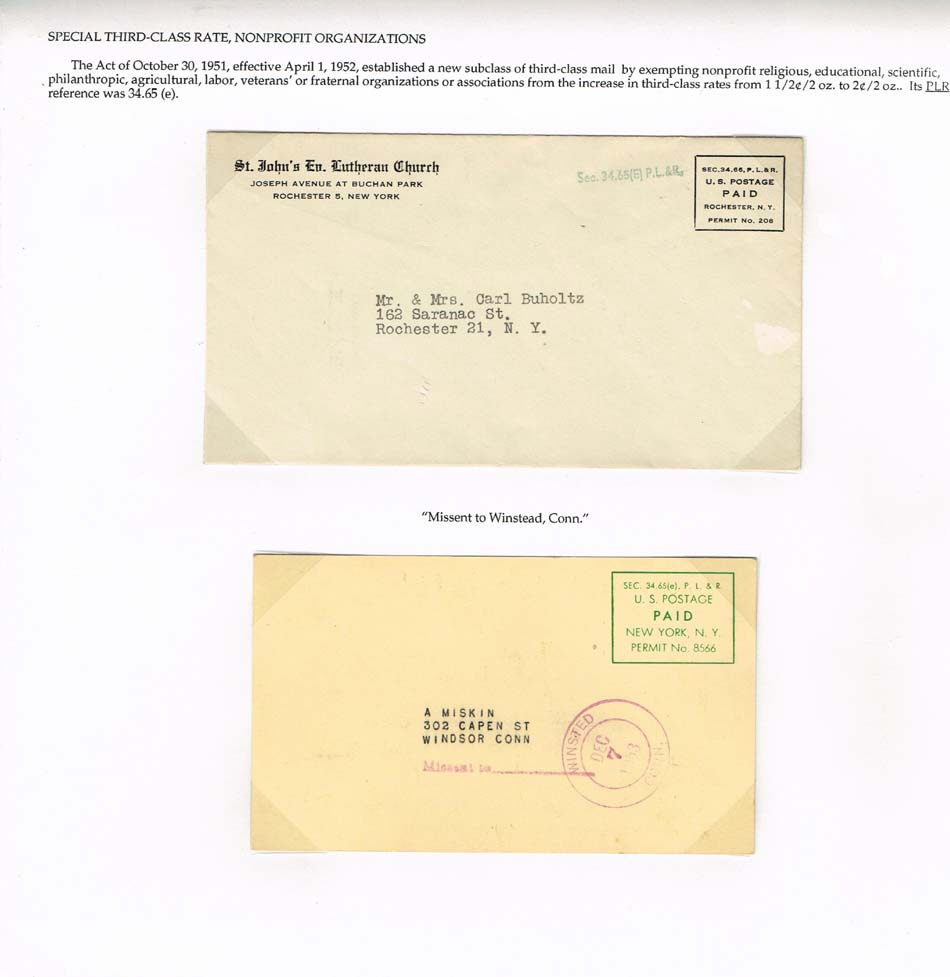 SPECIAL THIRD-CLASS RATE, NONPROFIT ORGANIZATIONS
The Act of October 30, 1951, effective April 1, 1952, established a new subclass of third-class mail by exempting nonprofit religious, educational, scientific,
philanthropic, agricultural, labor, veterans' or fraternal organizations or associations from the increase in third-class rates from 1 1/2¢/2 oz. to 2¢/2 oz.. Its PLR
reference was 34.65 (e).
St. John's Ev. Lutheran Church
JOSEPH AVENUE AT BUCHAN PARK
ROCHESTER 5, NEW YORK
Sec. 34.65(E) P.L.&R.
SEC. 34.66, P. L. & R.
U. S. POSTAGE
PAID
ROCHESTER, N. Y.
PERMIT No. 208
Mr. & Mrs. Carl Buholtz
162 Saranac St.
Rochester 21, N. Y.
"Missent to Winstead, Conn."
SEC. 34.65(e), P. L. & R.
U. S. POSTAGE
PAID
NEW YORK, N. Y.
PERMIT No. 8566
A MISKIN
302 CAPEN ST
WINDSOR CONN
Missent to
WINSTED
DEC
7
CONN.